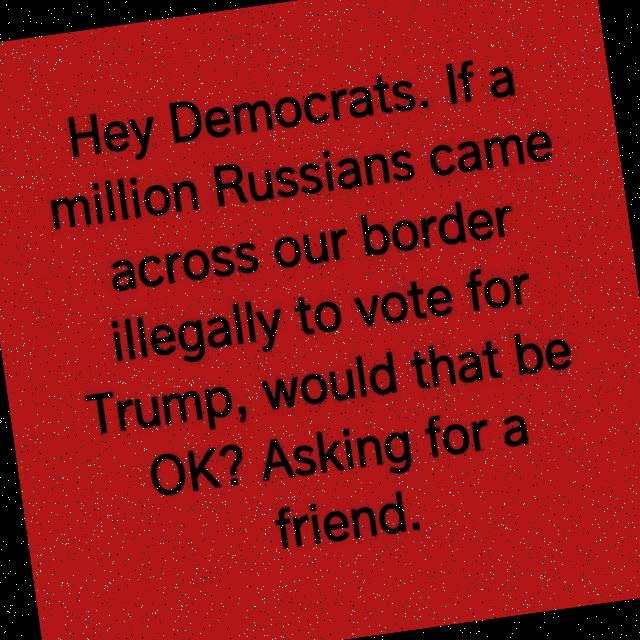 Hey Democrats. If a
million Russians came
across our border
illegally to vote for
Trump, would that be
OK? Asking for a
friend.